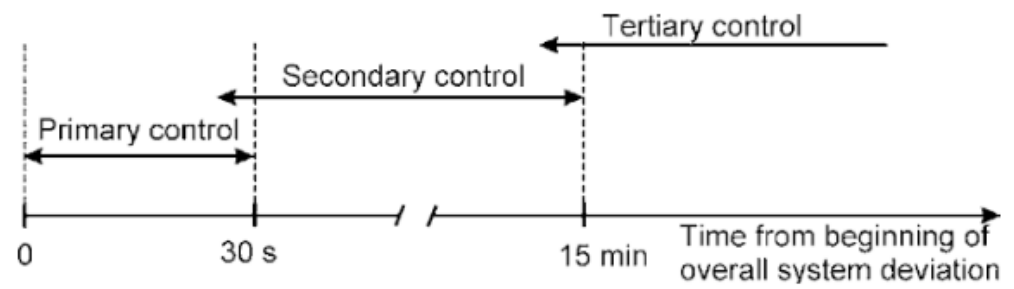 Tertiary control
Secondary control
Primary control
0
30 s
15 min
Time from beginning of
overall system deviation